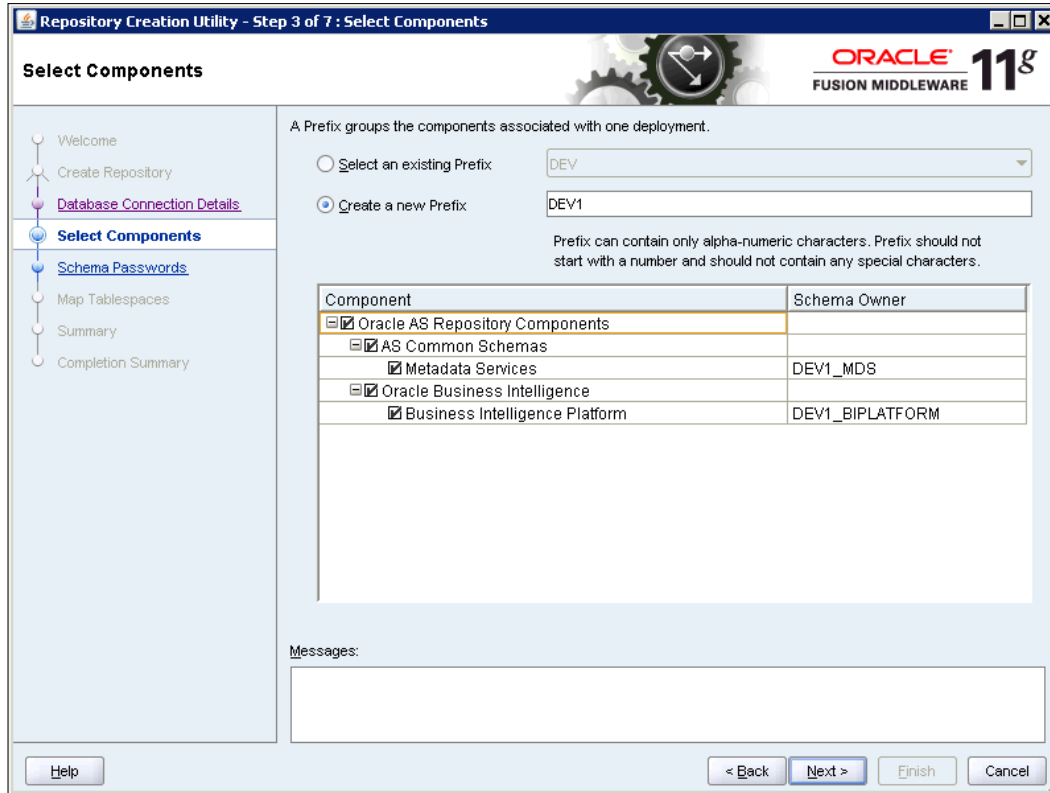 Repository Creation Utility - Step 3 of 7 : Select Components
Select Components
ORACLE
FUSION MIDDLEWARE
11g
Welcome
Create Repository
Database Connection Details
Select Components
Schema Passwords
Map Tablespaces
Summary
Completion Summary
A Prefix groups the components associated with one deployment.
Select an existing Prefix
DEV
Create a new Prefix
DEV1
Prefix can contain only alpha-numeric characters. Prefix should not
start with a number and should not contain any special characters.
Component Schema Owner
Oracle AS Repository Components
AS Common Schemas
Metadata Services DEV1_MDS
Oracle Business Intelligence
Business Intelligence Platform DEV1_BIPLATFORM
Messages:
Help
< Back
Next >
Finish
Cancel